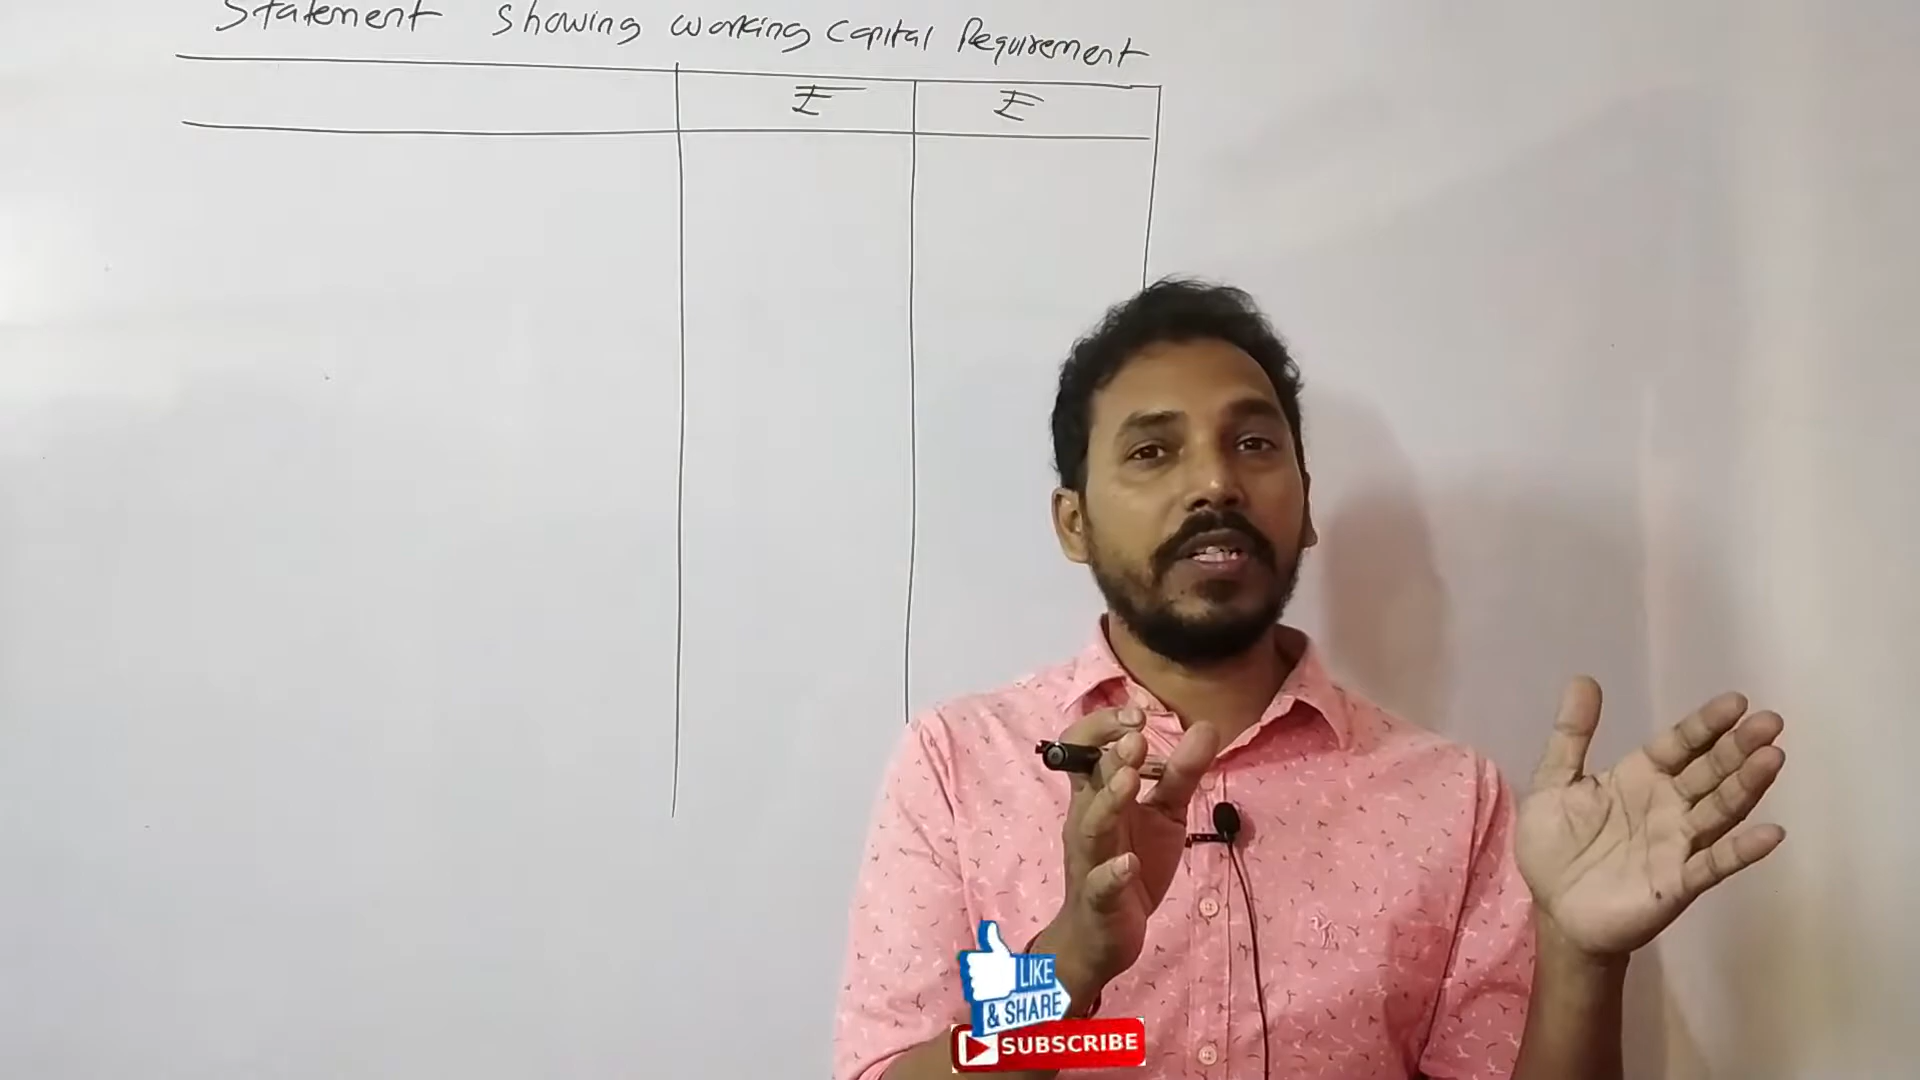 Statement Showing Working Capital Requirement
₹ ₹
LIKE
& SHARE
SUBSCRIBE